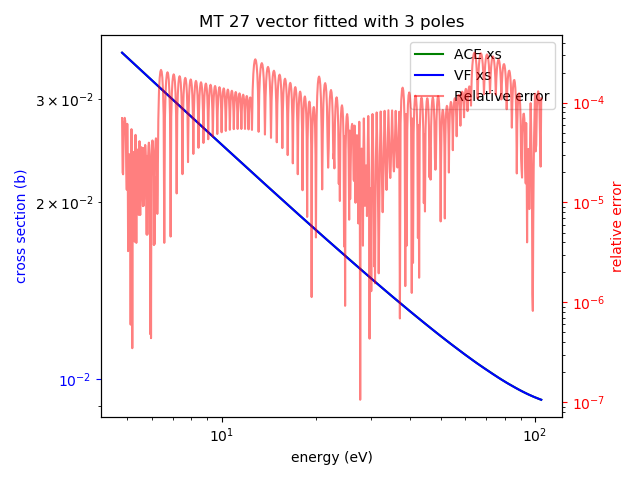 MT 27 vector fitted with 3 poles
ACE xs
VF xs
Relative error
3 × 10⁻²
2 × 10⁻²
10⁻²
cross section (b)
10⁻⁴
10⁻⁵
10⁻⁶
10⁻⁷
relative error
10¹
10²
energy (eV)